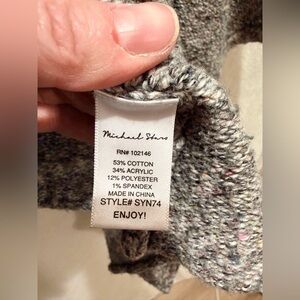 Michael Stars
RN# 102146
53% COTTON
34% ACRYLIC
12% POLYESTER
1% SPANDEX
MADE IN CHINA
STYLE# SYN74
ENJOY!